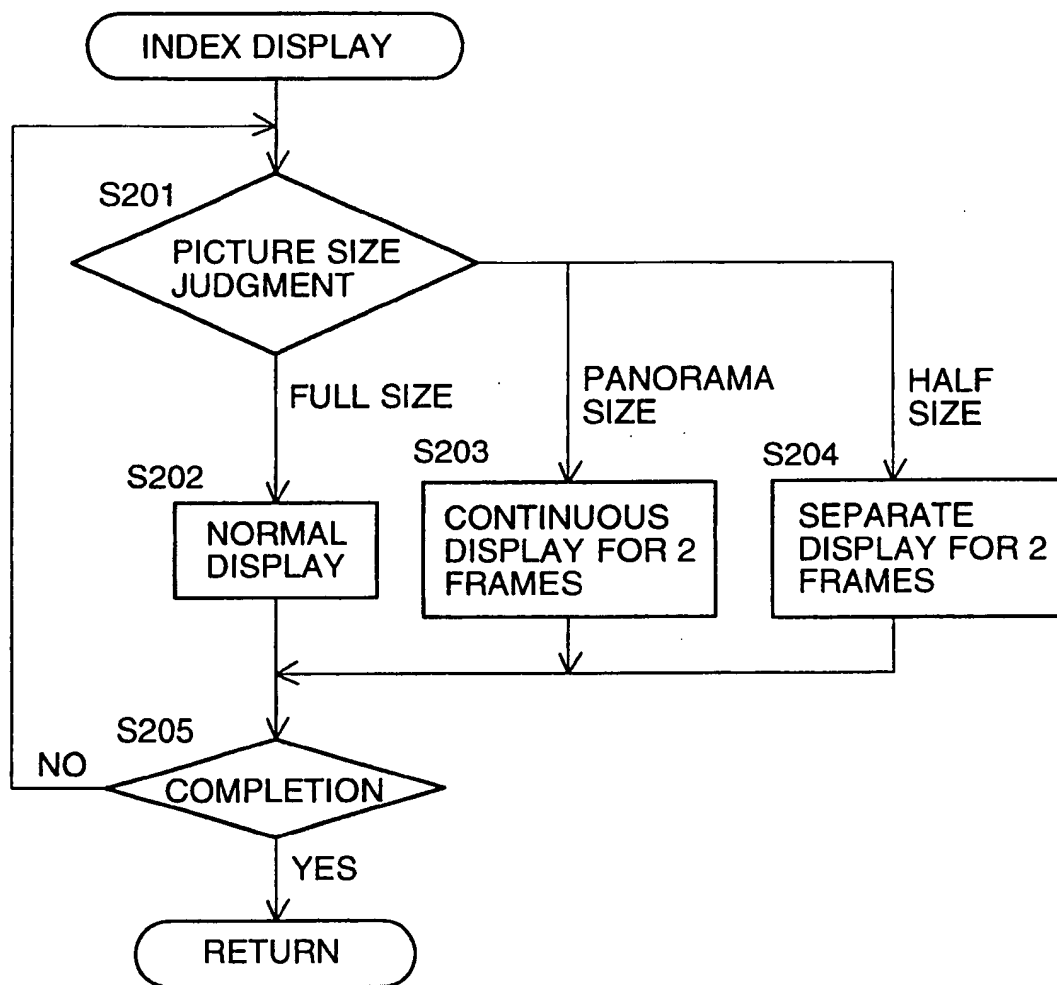 INDEX DISPLAY
S201
PICTURE SIZE
JUDGMENT
FULL SIZE
PANORAMA
SIZE
HALF
SIZE
S202
NORMAL
DISPLAY
S203
CONTINUOUS
DISPLAY FOR 2
FRAMES
S204
SEPARATE
DISPLAY FOR 2
FRAMES
S205
COMPLETION
NO
YES
RETURN